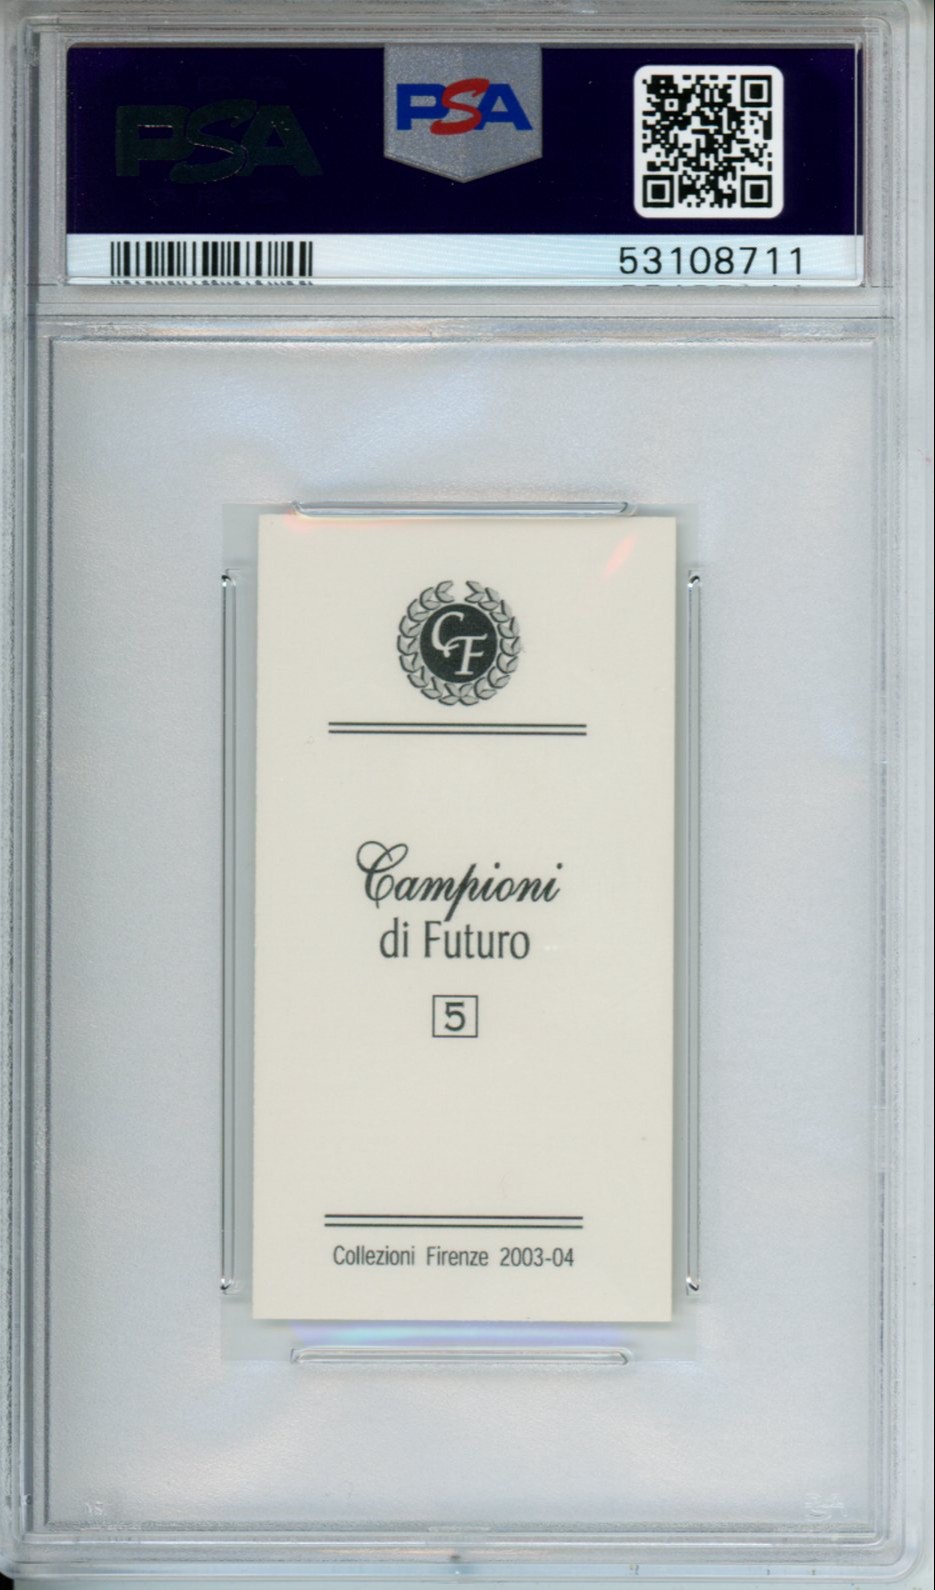 PSA
PSA
53108711
CF
Campioni
di Futuro
5
Collezioni Firenze 2003-04